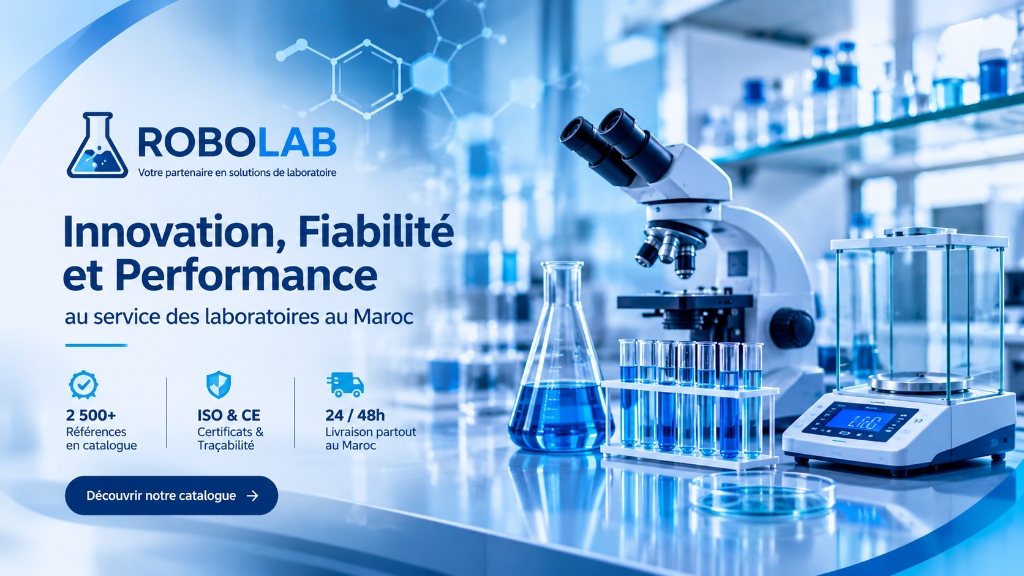 ROBOLAB
Votre partenaire en solutions de laboratoire
Innovation, Fiabilité
et Performance
au service des laboratoires au Maroc
2 500+
Références
en catalogue
ISO & CE
Certificats &
Traçabilité
24 / 48h
Livraison partout
au Maroc
Découvrir notre catalogue